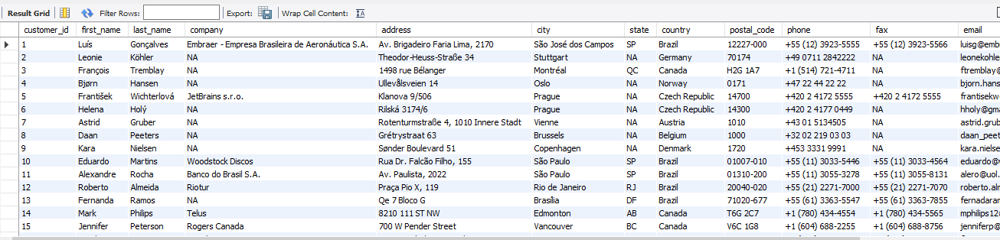 Result Grid Filter Rows: Export: Wrap Cell Content:
customer_id first_name last_name company address city state country postal_code phone fax email
1 Luís Gonçalves Embraer - Empresa Brasileira de Aeronáutica S.A. Av. Brigadeiro Faria Lima, 2170 São José dos Campos SP Brazil 12227-000 +55 (12) 3923-5555 +55 (12) 3923-5566 luisg@emb
2 Leonie Köhler NA Theodor-Heuss-Straße 34 Stuttgart NA Germany 70174 +49 0711 2842222 NA leonekohler
3 François Tremblay NA 1498 rue Bélanger Montréal QC Canada H2G 1A7 +1 (514) 721-4711 NA ftremblay@
4 Bjørn Hansen NA Ullevålsveien 14 Oslo NA Norway 0171 +47 22 44 22 22 NA bjorn.hans
5 František Wichterlová JetBrains s.r.o. Klanova 9/506 Prague NA Czech Republic 14700 +420 2 4172 5555 +420 2 4172 5555 frantisekw
6 Helena Holý NA Rilská 3174/6 Prague NA Czech Republic 14300 +420 2 4177 0449 NA hholy@gma
7 Astrid Gruber NA Rotenturmstraße 4, 1010 Innere Stadt Vienne NA Austria 1010 +43 01 5134505 NA astrid.grub
8 Daan Peeters NA Grétrystraat 63 Brussels NA Belgium 1000 +32 02 219 03 03 NA daan_peet
9 Kara Nielsen NA Sønder Boulevard 51 Copenhagen NA Denmark 1720 +453 3331 9991 NA kara.nielse
10 Eduardo Martins Woodstock Discos Rua Dr. Falcão Filho, 155 São Paulo SP Brazil 01007-010 +55 (11) 3033-5446 +55 (11) 3033-4564 eduardo@
11 Alexandre Rocha Banco do Brasil S.A. Av. Paulista, 2022 São Paulo SP Brazil 01310-200 +55 (11) 3055-3278 +55 (11) 3055-8131 alero@uol.
12 Roberto Almeida Riotur Praça Pio X, 119 Rio de Janeiro RJ Brazil 20040-020 +55 (21) 2271-7000 +55 (21) 2271-7070 roberto.alm
13 Fernanda Ramos NA Qe 7 Bloco G Brasília DF Brazil 71020-677 +55 (61) 3363-5547 +55 (61) 3363-7855 fernadaram
14 Mark Philips Telus 8210 111 ST NW Edmonton AB Canada T6G 2C7 +1 (780) 434-4554 +1 (780) 434-5565 mphilips12@
15 Jennifer Peterson Rogers Canada 700 W Pender Street Vancouver BC Canada V6C 1G8 +1 (604) 688-2255 +1 (604) 688-8756 jenniferp@